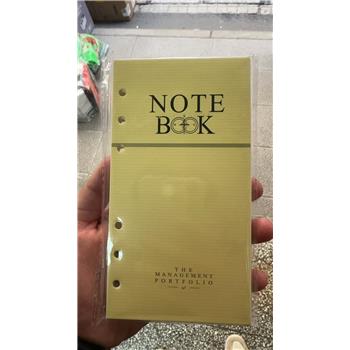 NOTE
BOOK
THE
MANAGEMENT
PORTFOLIO